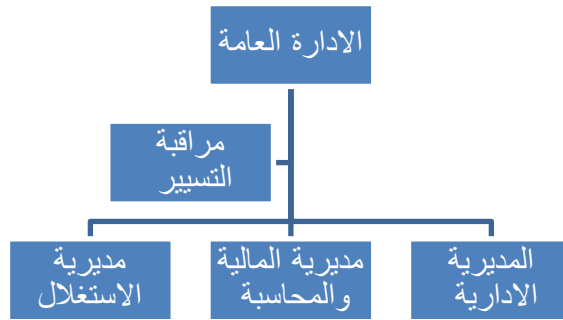 الادارة العامة
مراقبة
التسيير
المديرية
الادارية
مديرية المالية
والمحاسبة
مديرية
الاستغلال